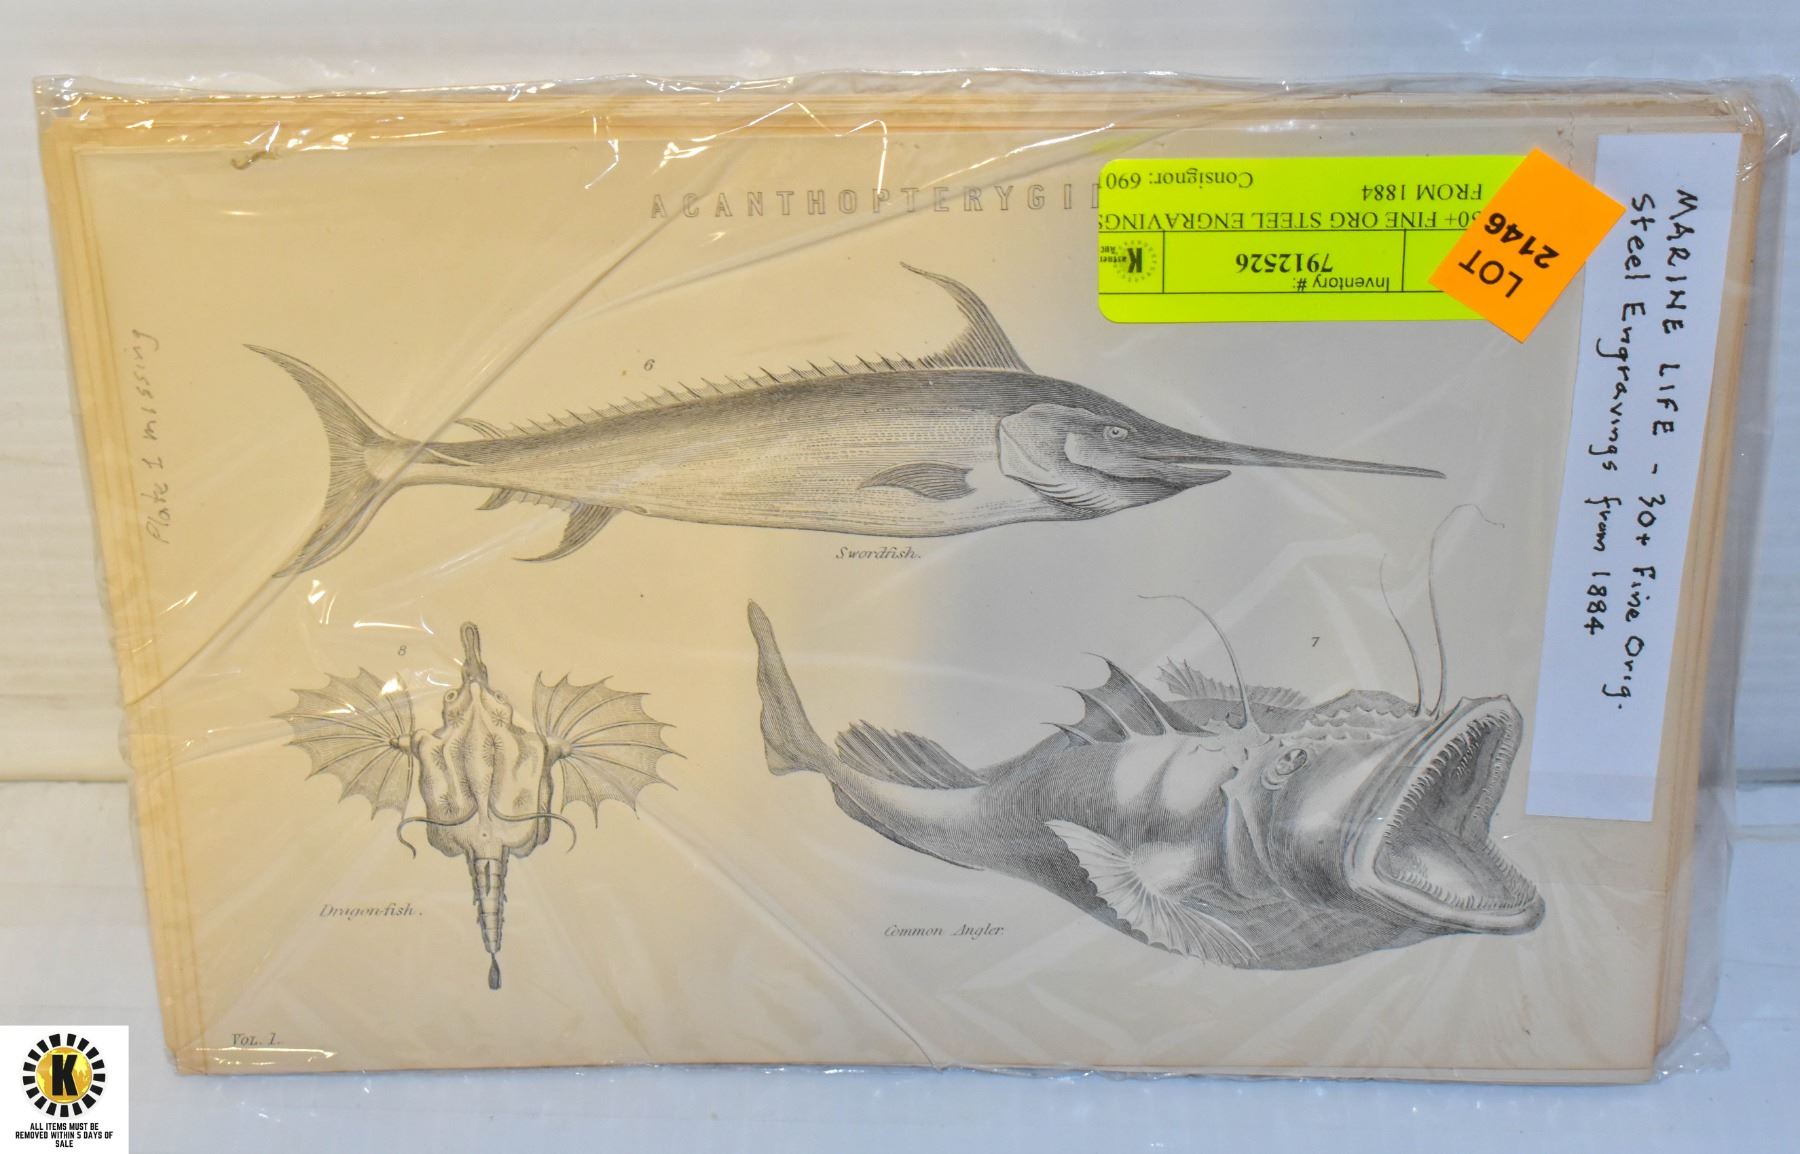 ACANTHOPTERYGII
Consignor: 690
FROM 1884
30+ FINE ORG STEEL ENGRAVINGS
7912526
Inventory #:
K
LOT
2146
MARINE LIFE - 30+ Fine Orig.
Steel Engravings from 1884
Plate 1 missing
6
Swordfish.
8
7
Dragon-fish.
Common Angler.
VOL. 1.
K
ALL ITEMS MUST BE
REMOVED WITHIN 5 DAYS OF
SALE